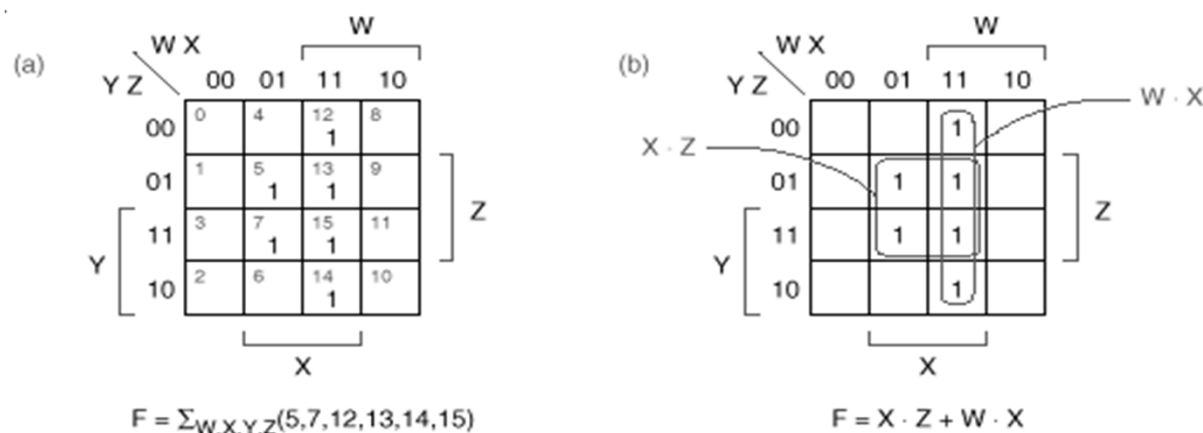 (a)
W X
W
Y Z
00 01 11 10
00
0 4 12 8
1
01
1 5 13 9
1 1
Z
11
3 7 15 11
1 1
Y
10
2 6 14 10
1
X
F = Σ_W,X,Y,Z(5,7,12,13,14,15)
(b)
W X
W
Y Z
00 01 11 10
W · X
00
1
X · Z
01
1 1
Z
11
1 1
Y
10
1
X
F = X · Z + W · X